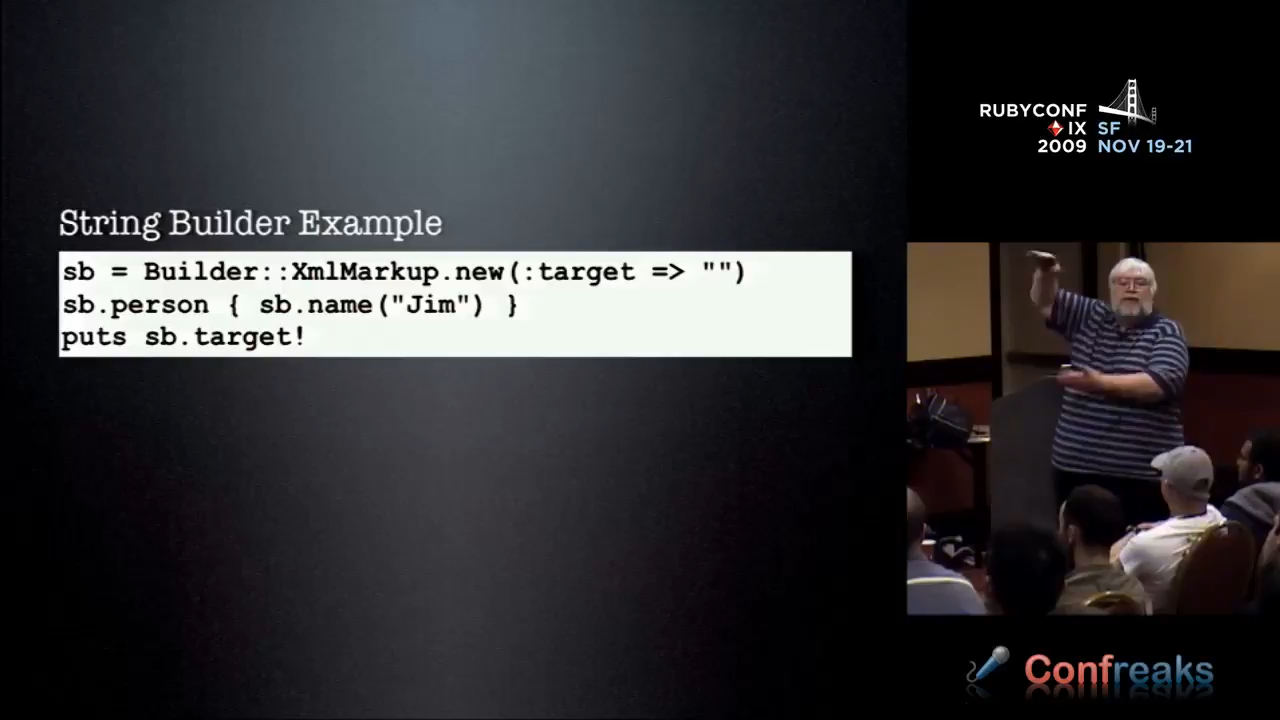 String Builder Example
sb = Builder::XmlMarkup.new(:target => "")
sb.person { sb.name("Jim") }
puts sb.target!
RUBYCONF
IX SF
2009 NOV 19-21
Confreaks